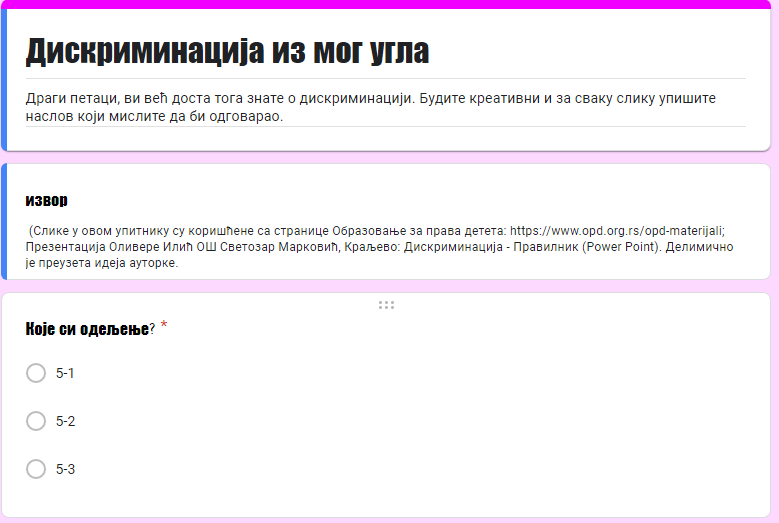 Дискриминација из мог угла
Драги петаци, ви већ доста тога знате о дискриминацији. Будите креативни и за сваку слику упишите
наслов који мислите да би одговарао.
извор
(Слике у овом упитнику су коришћене са странице Образовање за права детета: https://www.opd.org.rs/opd-materijali;
Презентација Оливере Илић ОШ Светозар Марковић, Краљево: Дискриминација - Правилник (Power Point). Делимично
је преузета идеја ауторке.
Које си одељење? *
5-1
5-2
5-3